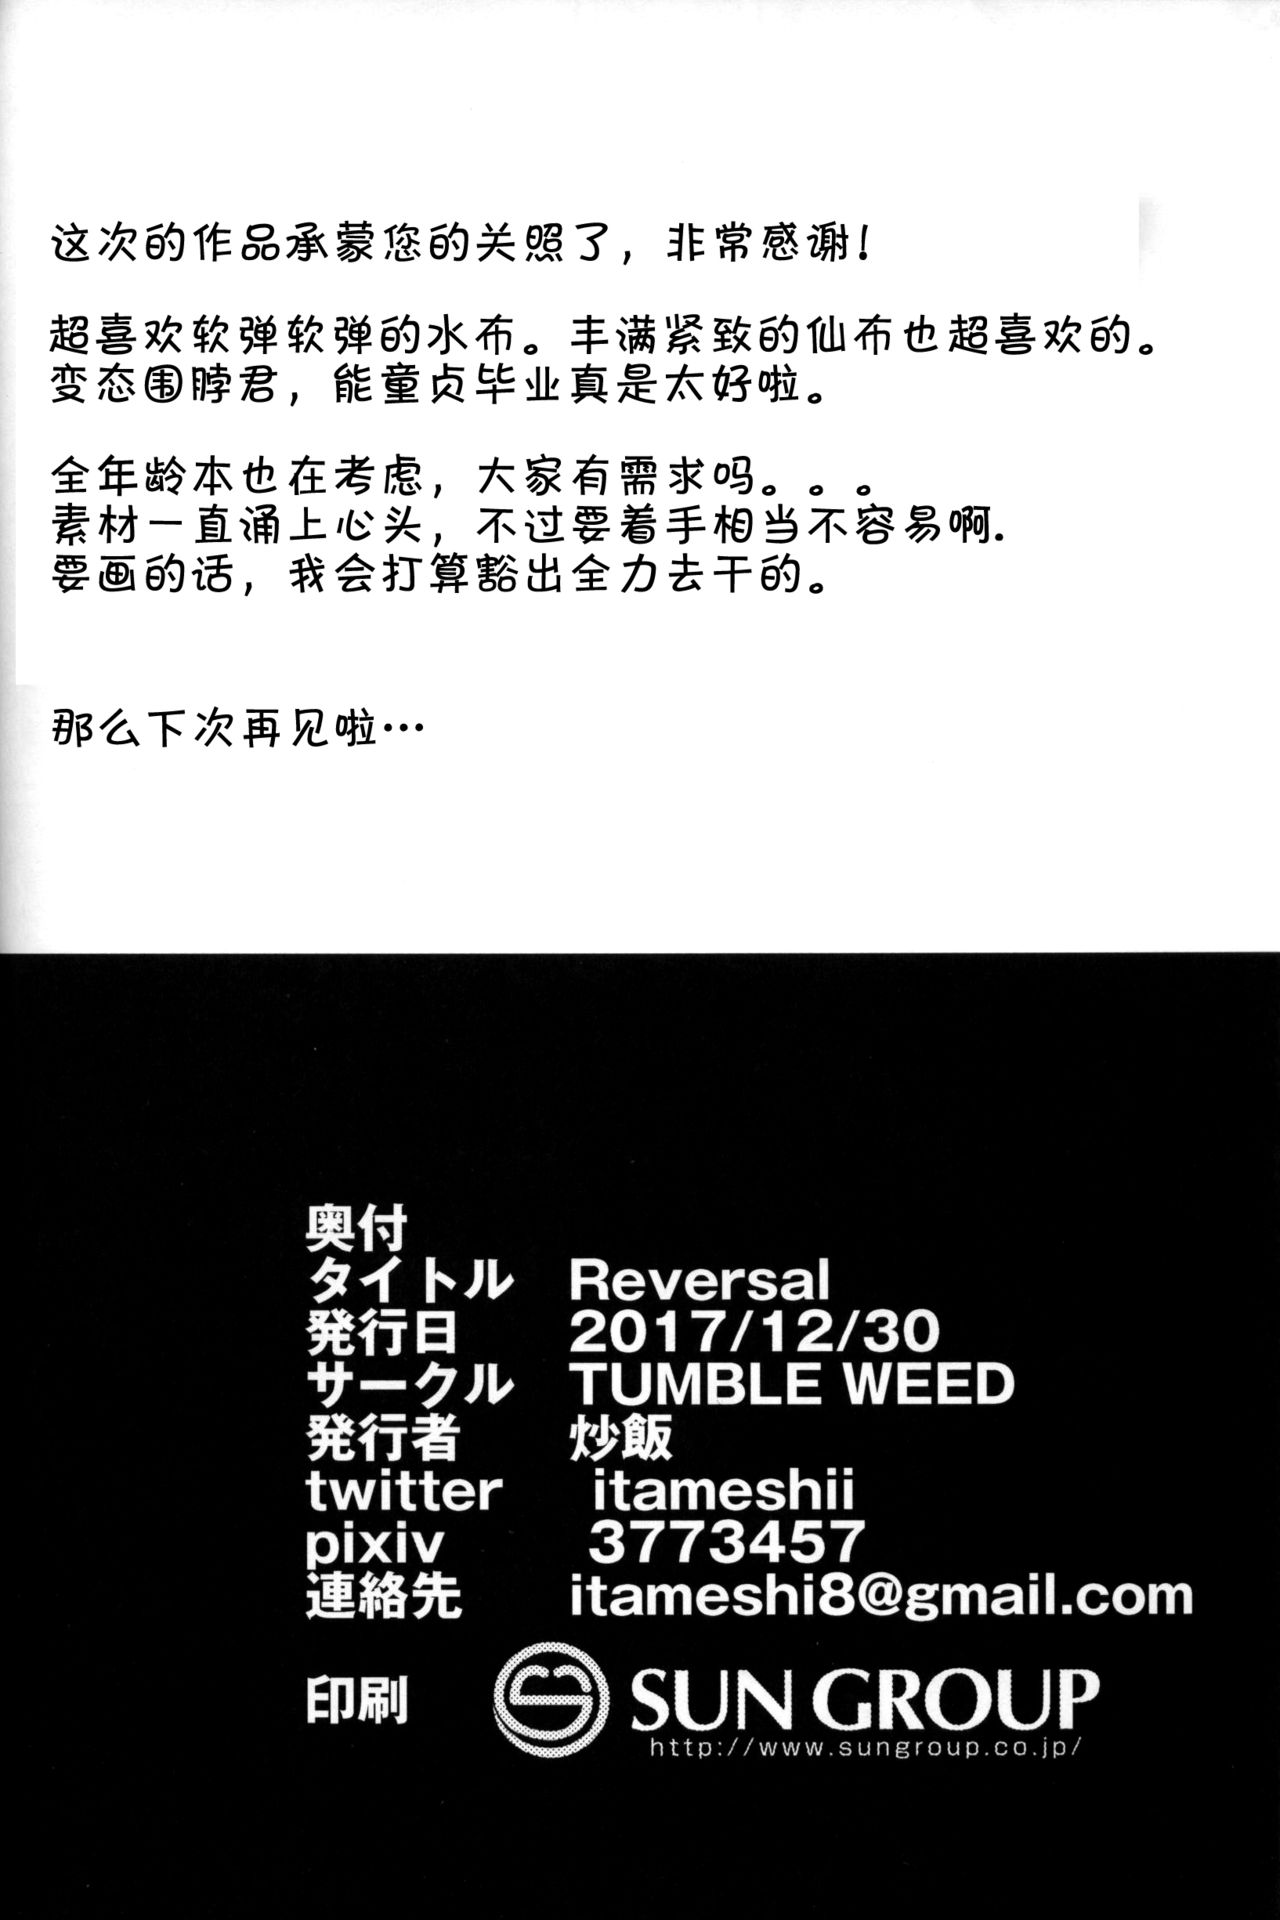 这次的作品承蒙您的关照了，非常感谢！
超喜欢软弹软弹的水布。丰满紧致的仙布也超喜欢的。
变态围脖君，能童贞毕业真是太好啦。
全年龄本也在考虑，大家有需求吗。。。
素材一直涌上心头，不过要着手相当不容易啊.
要画的话，我会打算豁出全力去干的。
那么下次再见啦…
奥付
タイトル Reversal
発行日 2017/12/30
サークル TUMBLE WEED
発行者 炒飯
twitter itameshii
pixiv 3773457
連絡先 itameshi8@gmail.com
印刷 SUN GROUP
http://www.sungroup.co.jp/